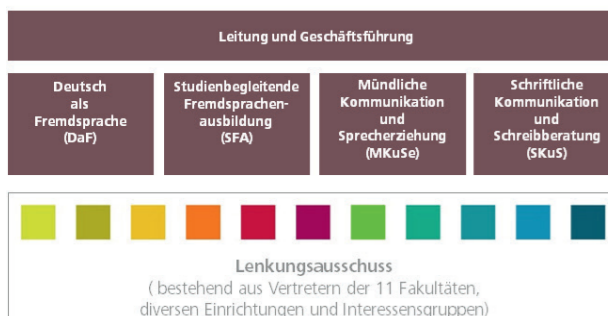 Leitung und Geschäftsführung
Deutsch
als
Fremdsprache
(DaF)
Studienbegleitende
Fremdsprachen-
ausbildung
(SFA)
Mündliche
Kommunikation
und
Sprecherziehung
(MKuSe)
Schriftliche
Kommunikation
und
Schreibberatung
(SKuS)
Lenkungsausschuss
( bestehend aus Vertretern der 11 Fakultäten,
diversen Einrichtungen und Interessensgruppen)